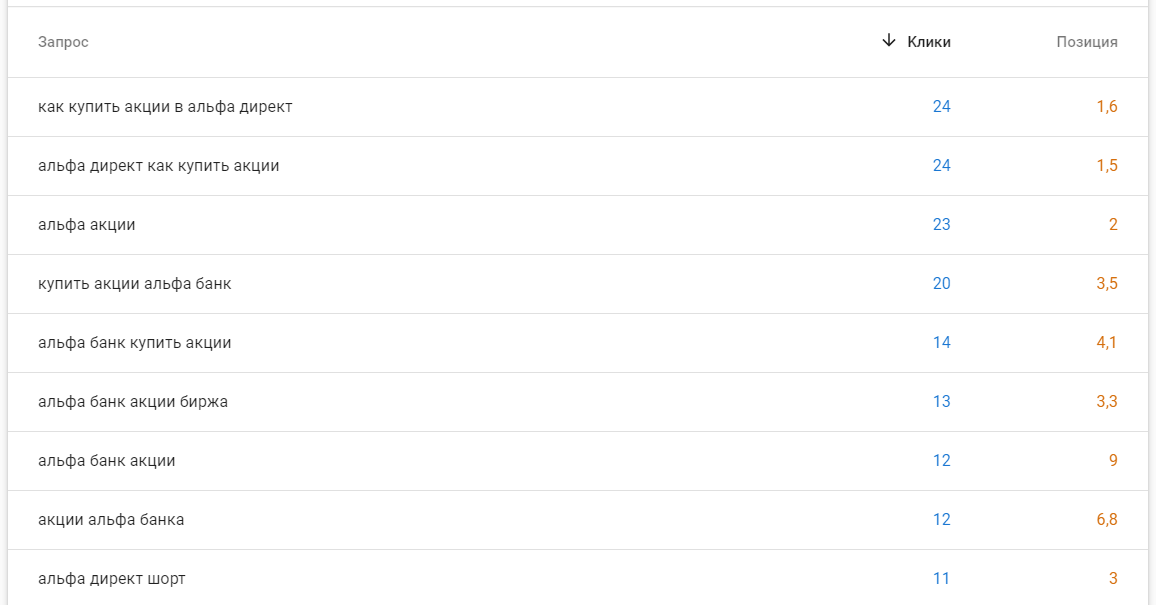 Запрос ↓ Клики Позиция
как купить акции в альфа директ 24 1,6
альфа директ как купить акции 24 1,5
альфа акции 23 2
купить акции альфа банк 20 3,5
альфа банк купить акции 14 4,1
альфа банк акции биржа 13 3,3
альфа банк акции 12 9
акции альфа банка 12 6,8
альфа директ шорт 11 3